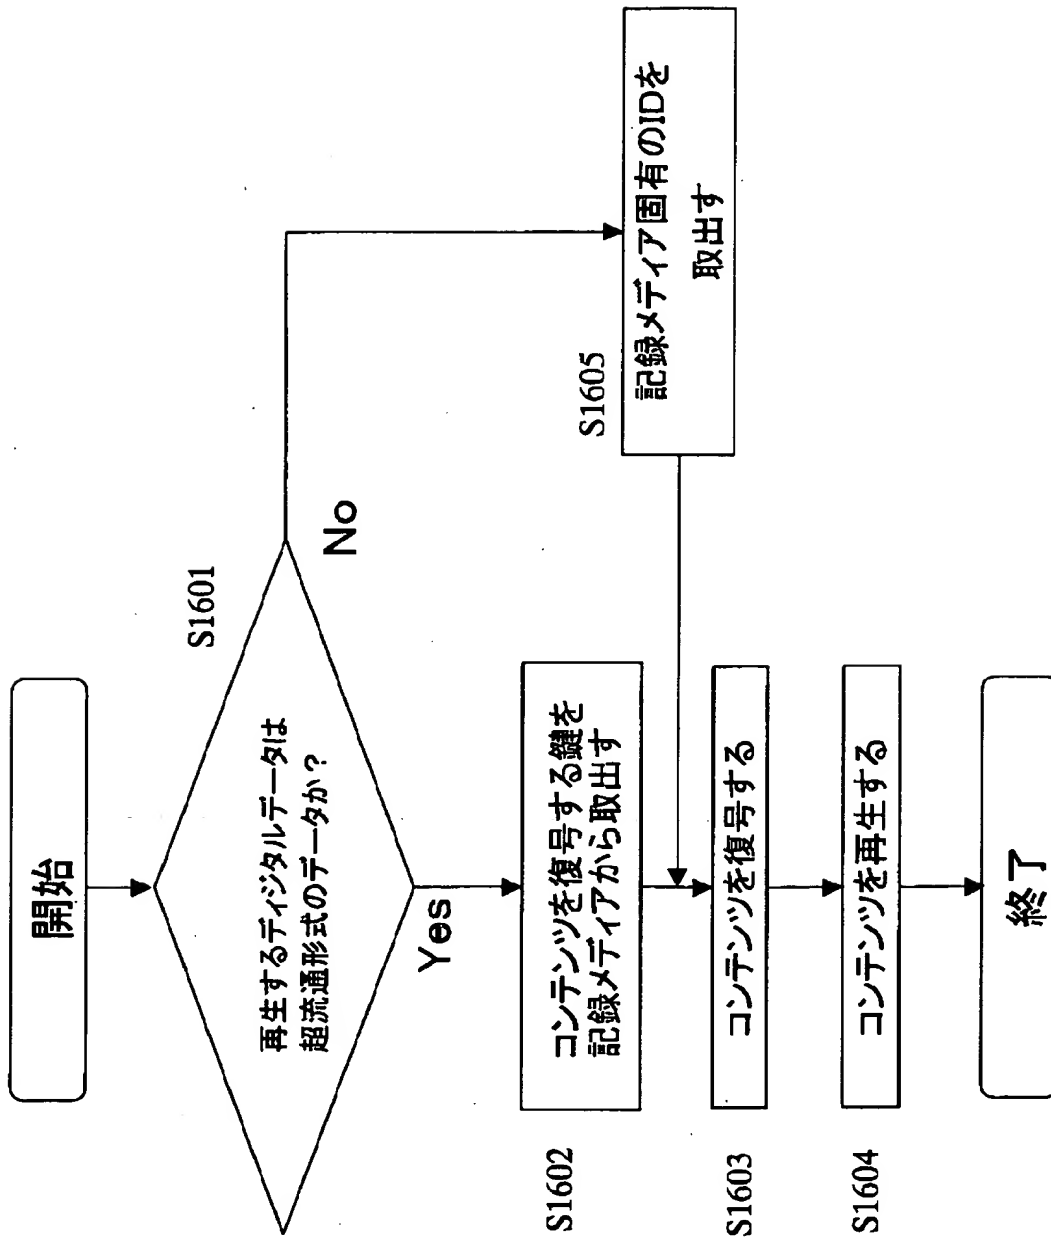 開始
S1601
再生するディジタルデータは
超流通形式のデータか？
No
Yes
S1602
コンテンツを復号する鍵を
記録メディアから取出す
S1605
記録メディア固有のIDを
取出す
S1603
コンテンツを復号する
S1604
コンテンツを再生する
終了